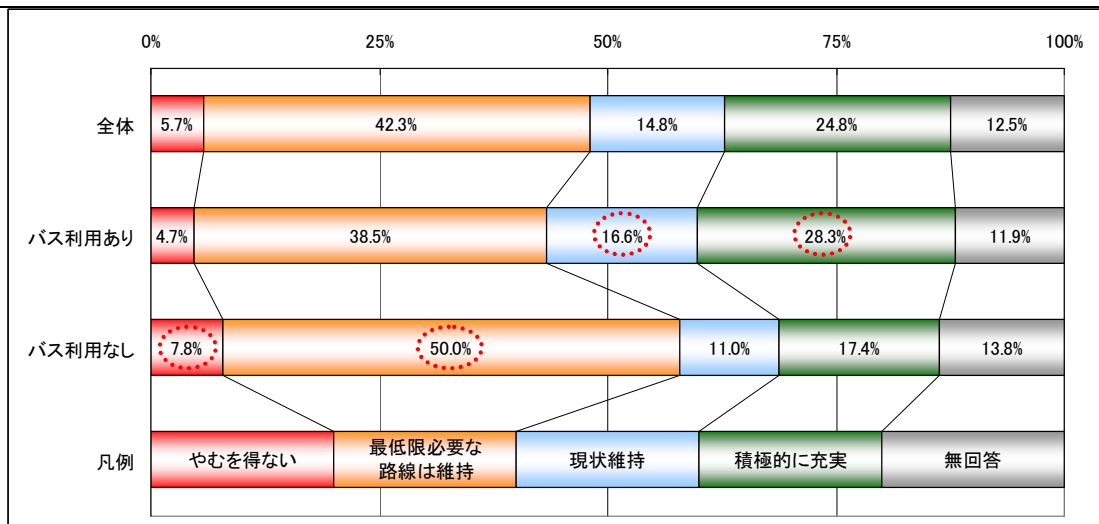 0% 25% 50% 75% 100%
全体 5.7% 42.3% 14.8% 24.8% 12.5%
バス利用あり 4.7% 38.5% 16.6% 28.3% 11.9%
バス利用なし 7.8% 50.0% 11.0% 17.4% 13.8%
凡例 やむを得ない 最低限必要な
路線は維持 現状維持 積極的に充実 無回答